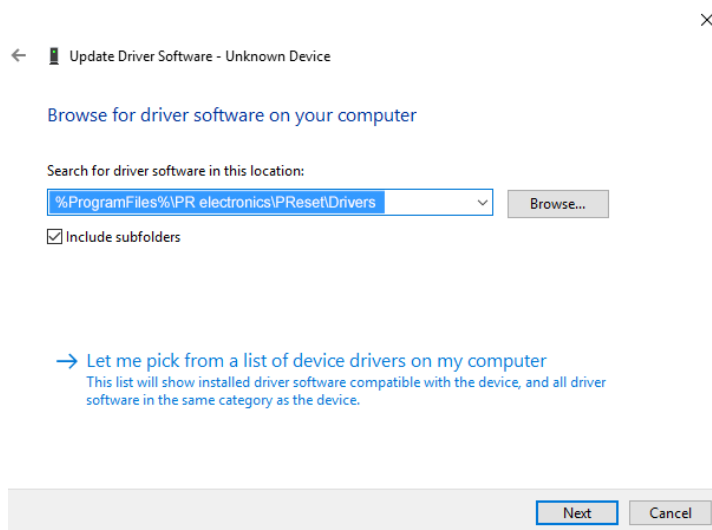 Update Driver Software - Unknown Device
Browse for driver software on your computer
Search for driver software in this location:
%ProgramFiles%\PR electronics\PReset\Drivers
Browse...
Include subfolders
Let me pick from a list of device drivers on my computer
This list will show installed driver software compatible with the device, and all driver
software in the same category as the device.
Next
Cancel